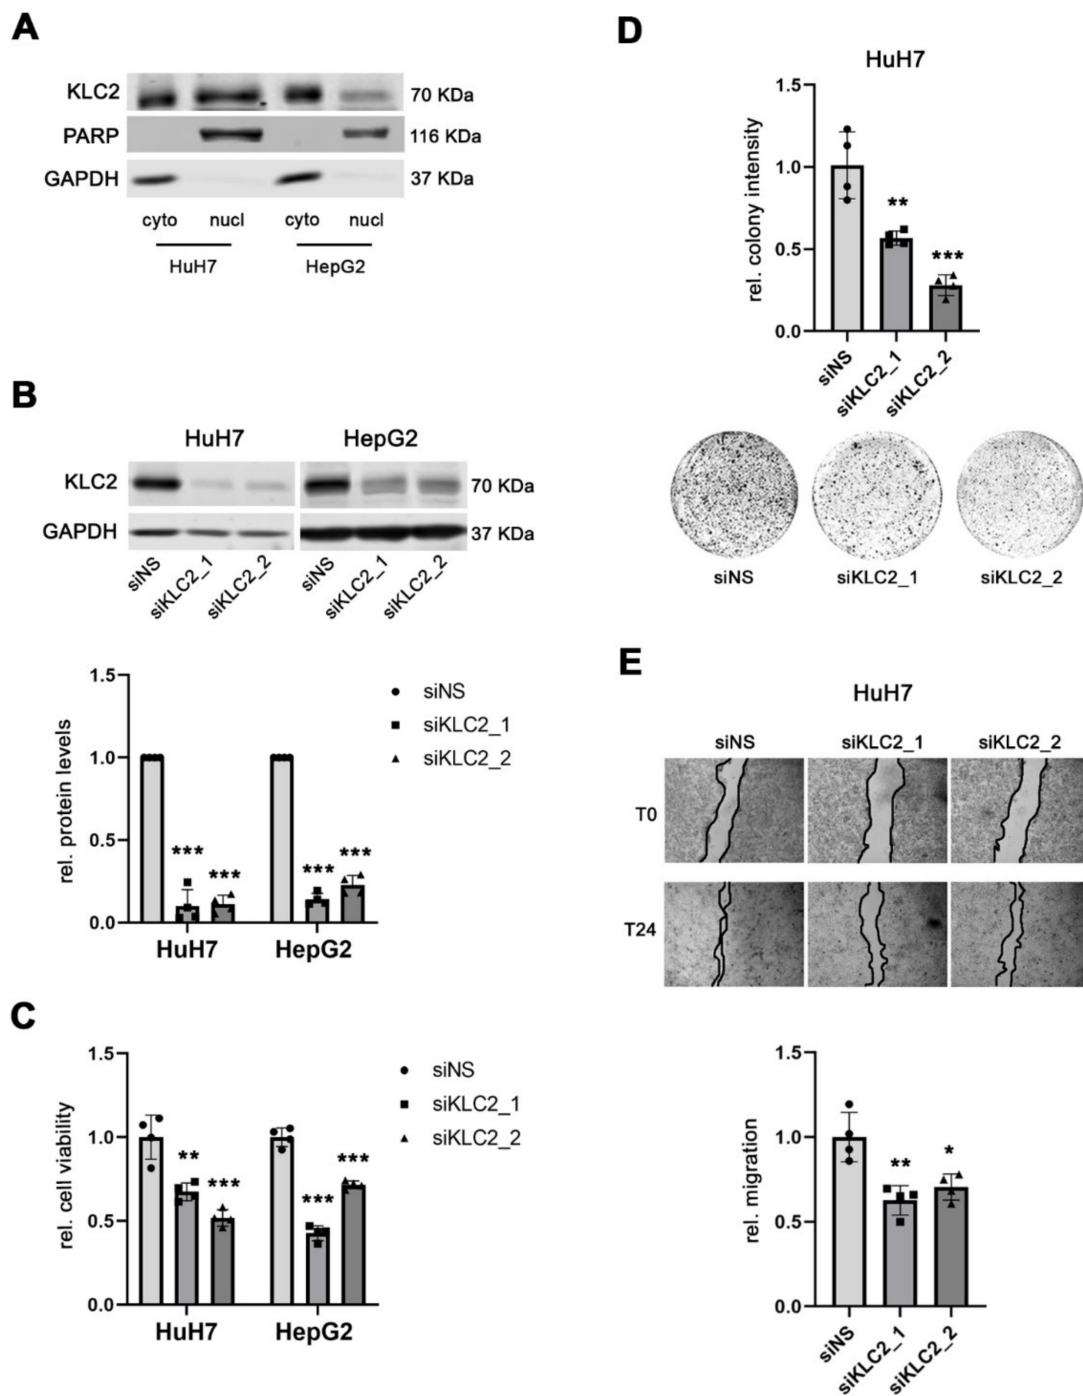 A
KLC2 70 KDa
PARP 116 KDa
GAPDH 37 KDa
cyto nucl cyto nucl
HuH7 HepG2
B
HuH7 HepG2
KLC2 70 KDa
GAPDH 37 KDa
siNS siKLC2_1 siKLC2_2 siNS siKLC2_1 siKLC2_2
rel. protein levels
1.5
1.0
0.5
0.0
*** *** *** ***
HuH7 HepG2
siNS
siKLC2_1
siKLC2_2
C
rel. cell viability
1.5
1.0
0.5
0.0
** *** *** ***
HuH7 HepG2
siNS
siKLC2_1
siKLC2_2
D
HuH7
rel. colony intensity
1.5
1.0
0.5
0.0
** ***
siNS siKLC2_1 siKLC2_2
siNS siKLC2_1 siKLC2_2
E
HuH7
siNS siKLC2_1 siKLC2_2
T0
T24
rel. migration
1.5
1.0
0.5
0.0
** *
siNS siKLC2_1 siKLC2_2